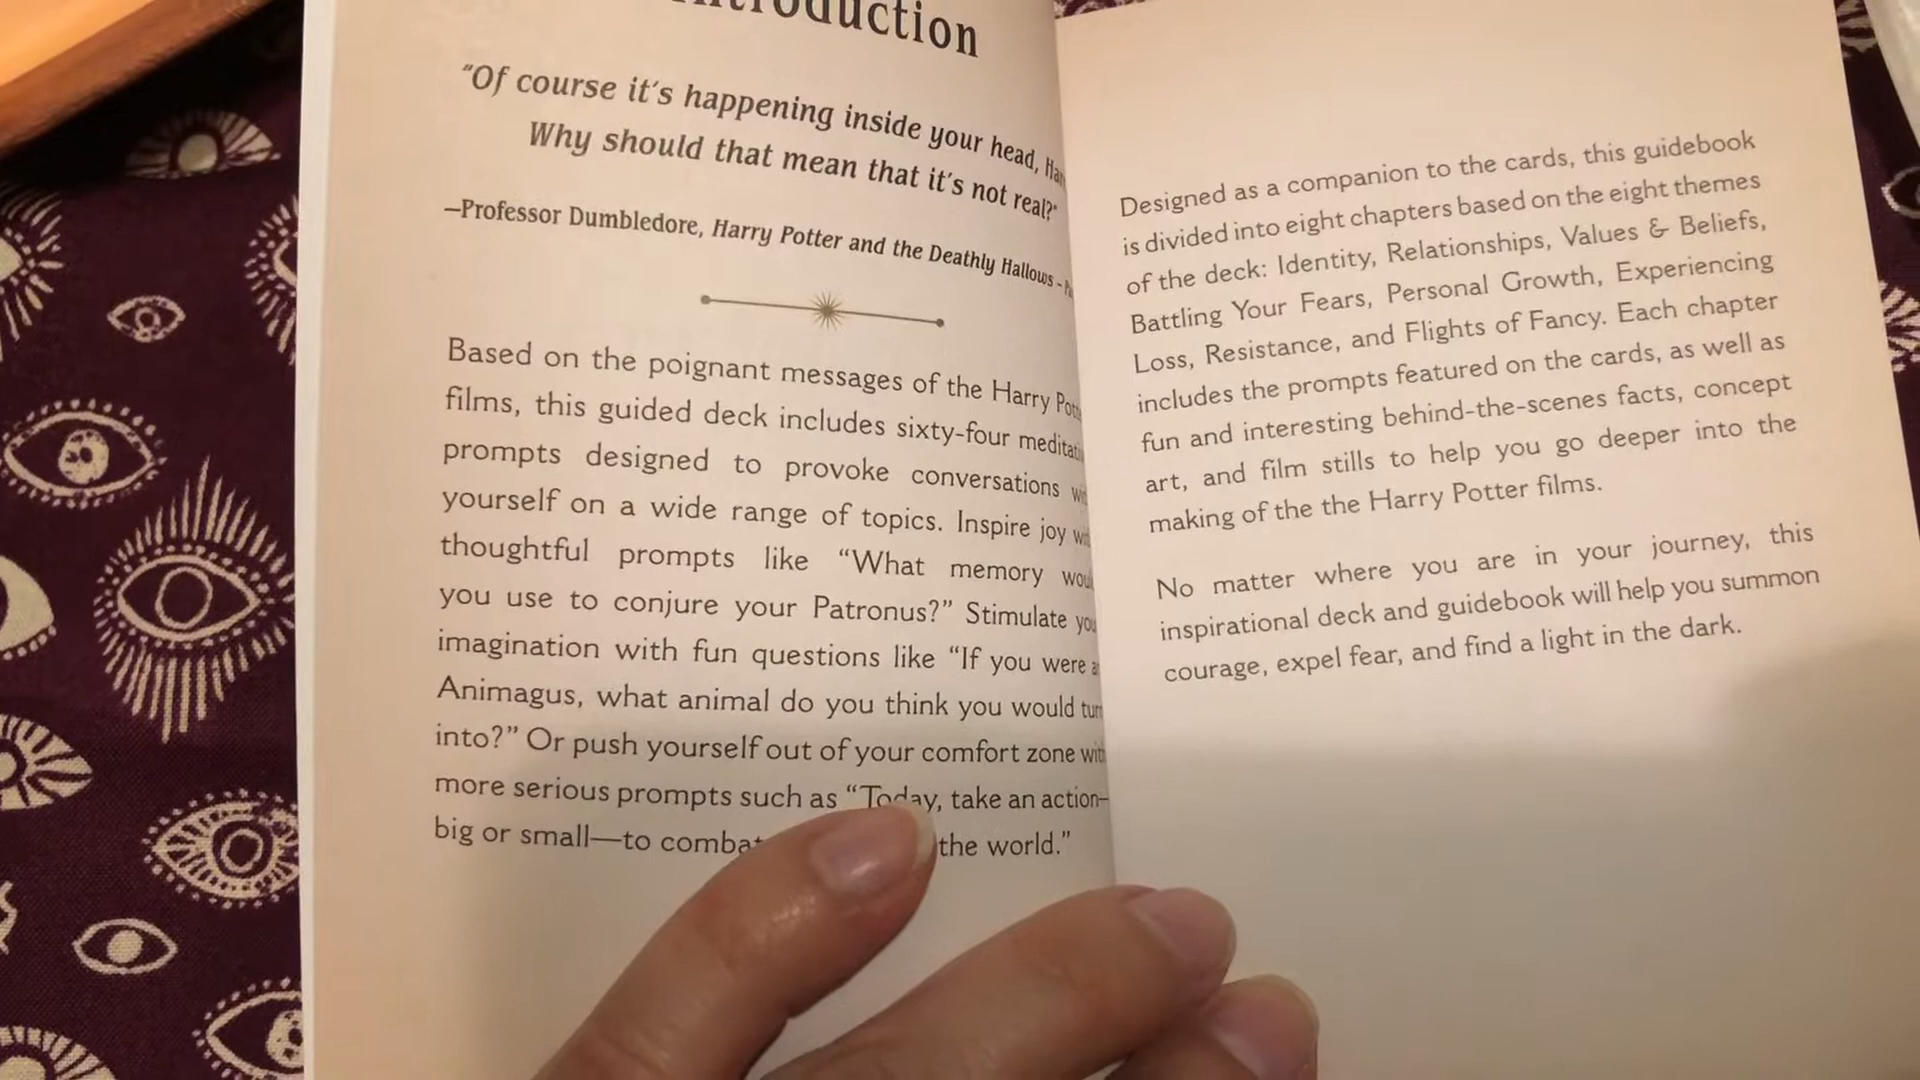 "Of course it's happening inside your head,
Why should that mean that it's not real?"
—Professor Dumbledore, Harry Potter and the Deathly Hallows –
Based on the poignant messages of the Harry
films, this guided deck includes sixty-four
prompts designed to provoke conversations
yourself on a wide range of topics. Inspire joy
thoughtful prompts like "What memory
you use to conjure your Patronus?" Stimulate
imagination with fun questions like "If you were
Animagus, what animal do you think you would
into?" Or push yourself out of your comfort zone
more serious prompts such as "Today, take an action—
big or small—to
the world."
Designed as a companion to the cards, this guidebook
is divided into eight chapters based on the eight themes
of the deck: Identity, Relationships, Values & Beliefs,
Battling Your Fears, Personal Growth, Experiencing
Loss, Resistance, and Flights of Fancy. Each chapter
includes the prompts featured on the cards, as well as
fun and interesting behind-the-scenes facts, concept
art, and film stills to help you go deeper into the
making of the the Harry Potter films.
No matter where you are in your journey, this
inspirational deck and guidebook will help you summon
courage, expel fear, and find a light in the dark.